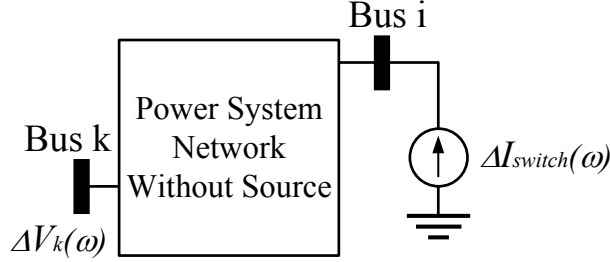 Bus i
Power System
Network
Without Source
Bus k
ΔIswitch(ω)
ΔVk(ω)